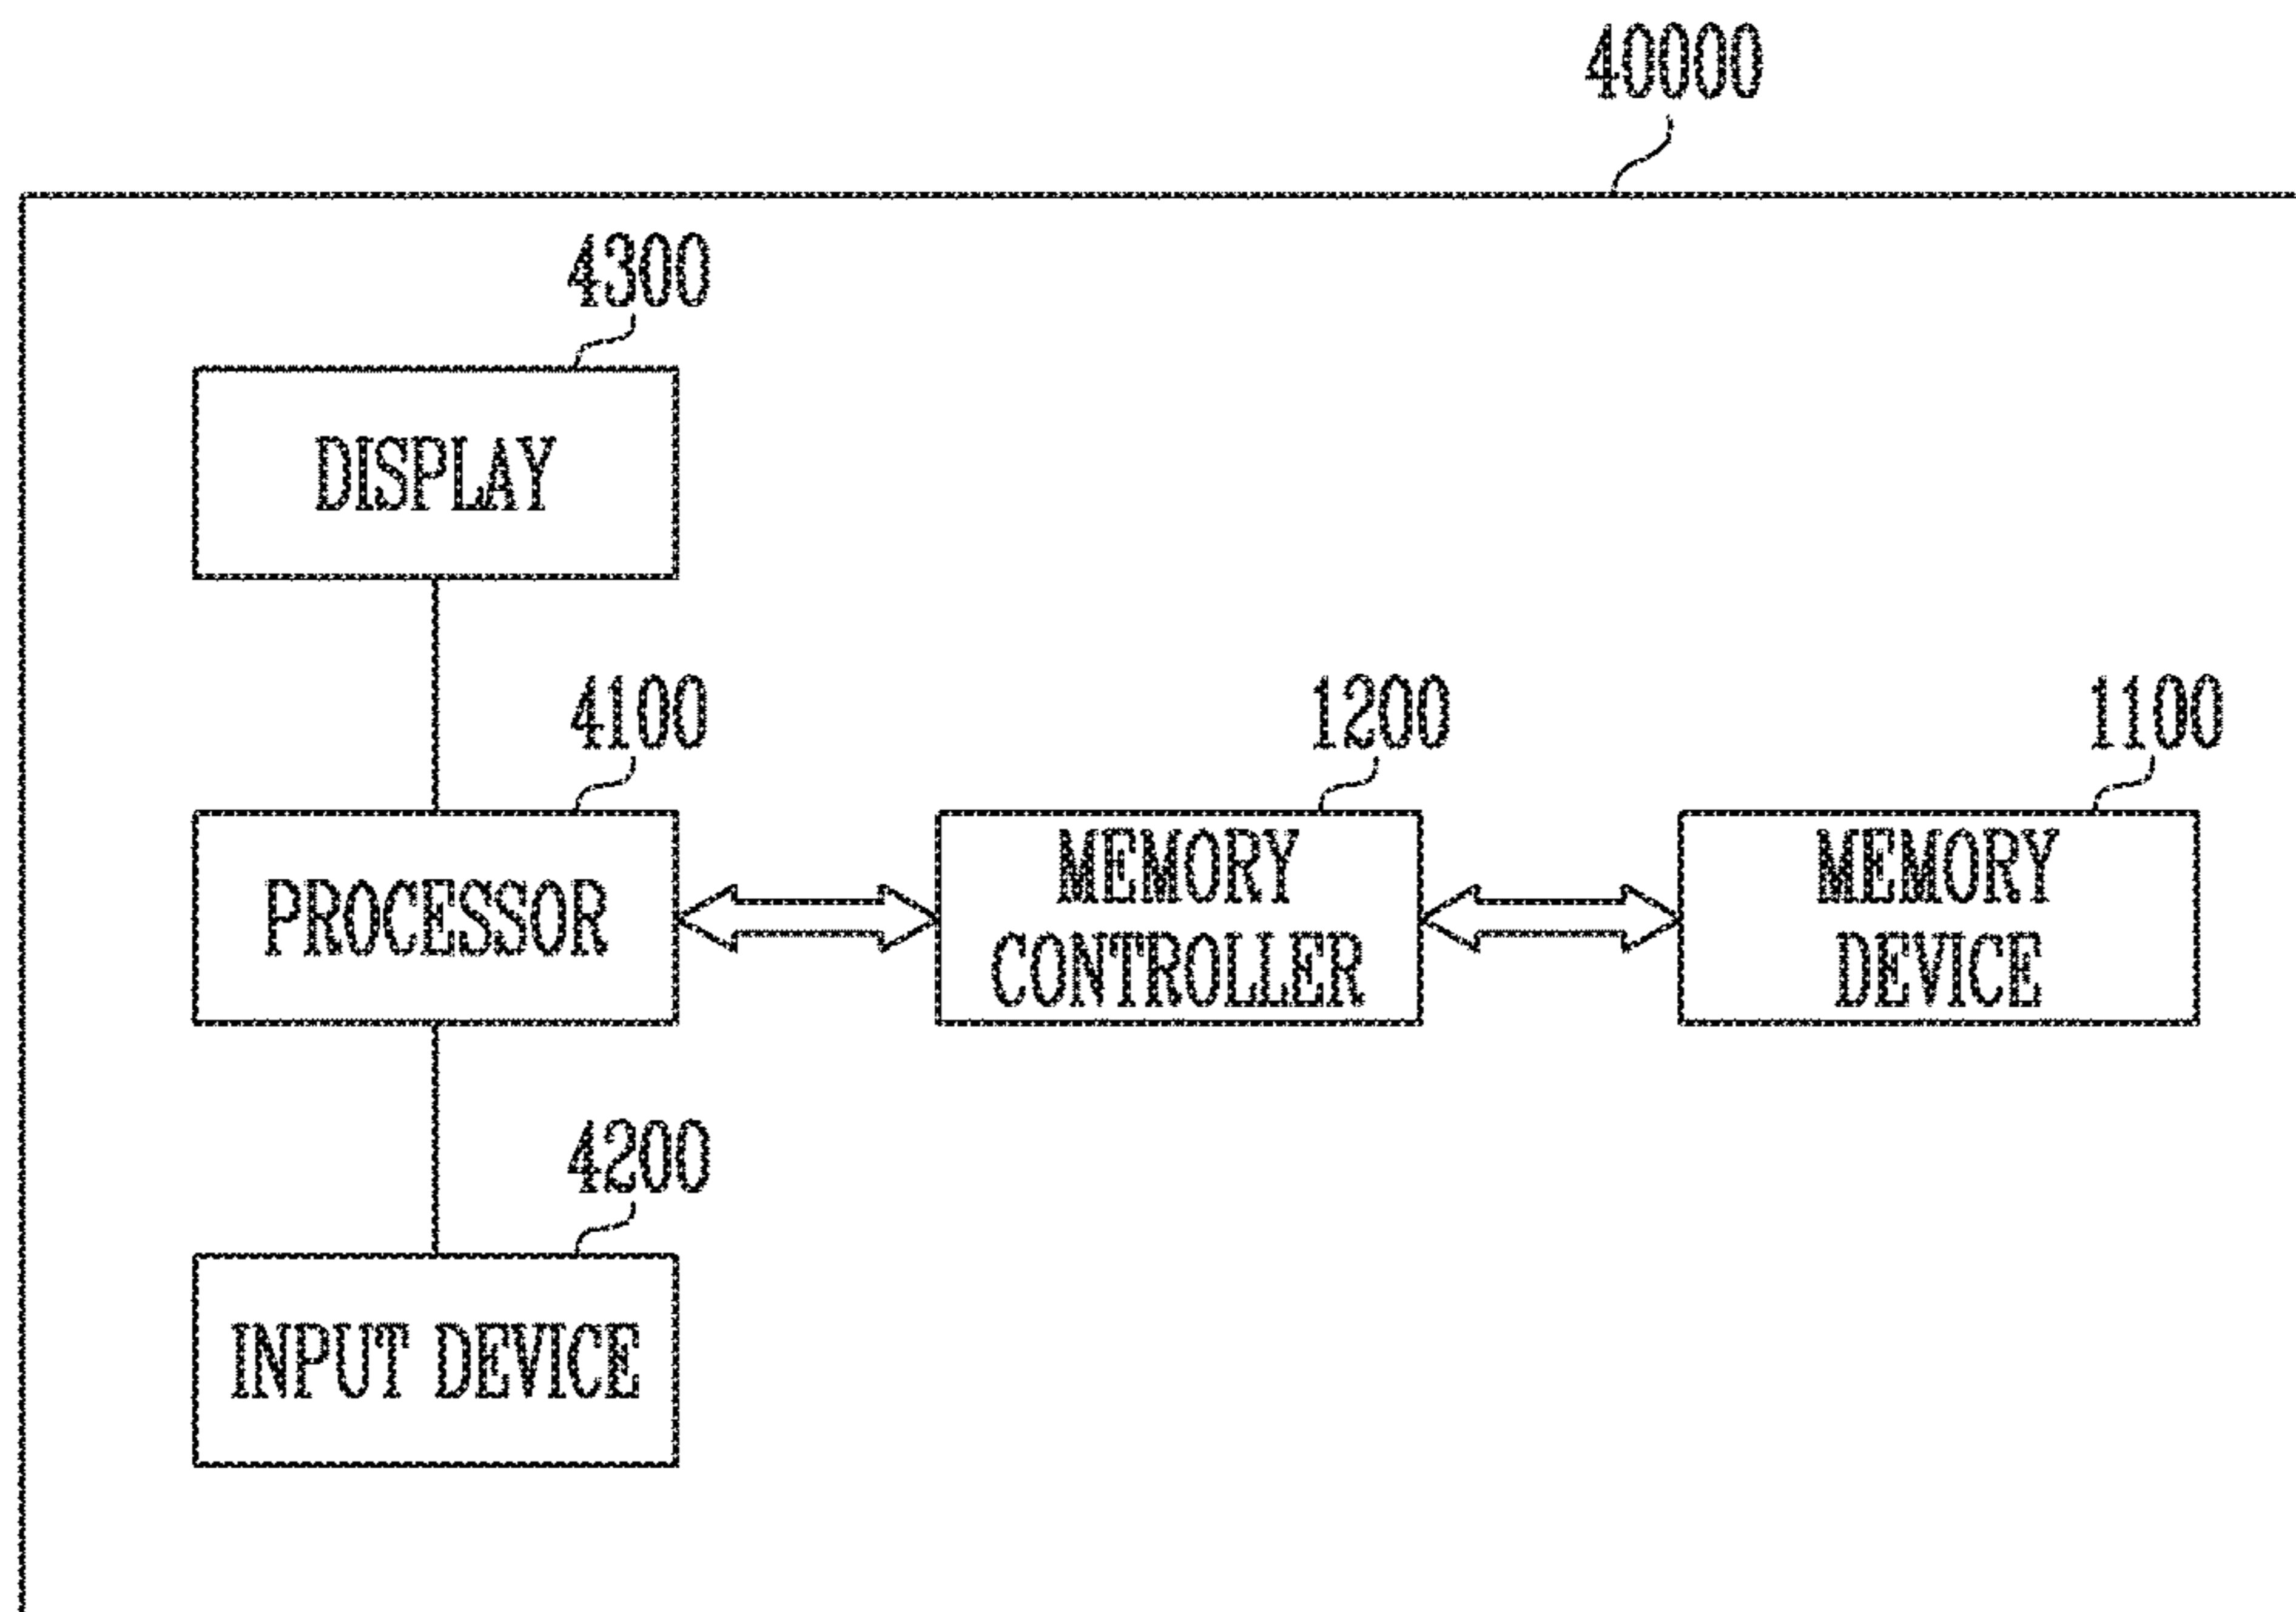 40000
4300
DISPLAY
4100
1200
1100
PROCESSOR
MEMORY
CONTROLLER
MEMORY
DEVICE
4200
INPUT DEVICE